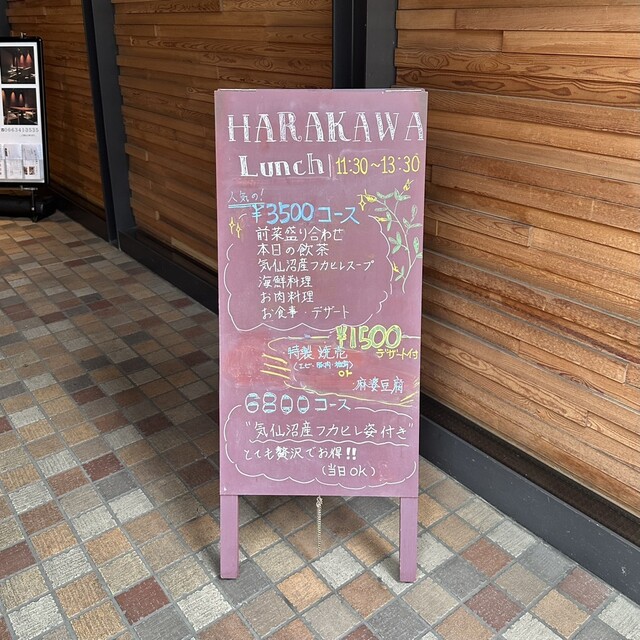 HARAKAWA
Lunch 11:30~13:30
人気の!
¥3500コース
前菜盛り合わせ
本日の飲茶
気仙沼産フカヒレスープ
海鮮料理
お肉料理
お食事・デザート
¥1500
デザート付
特製焼売
or
麻婆豆腐
6800コース
"気仙沼産フカヒレ姿付き"
とても贅沢でお得!!
(当日OK)